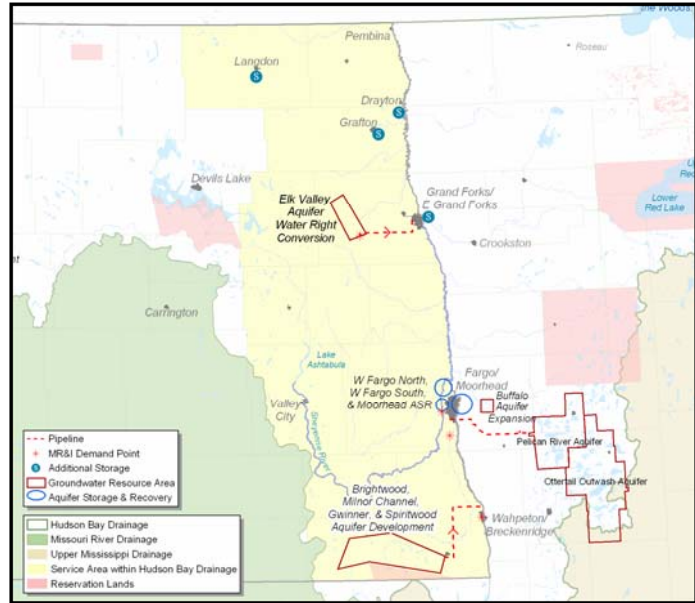 the Woods.
Pembina
Roseau
Langdon
S
Drayton
S
Grafton
S
Devils Lake
Lower
Red Lake
Elk Valley
Aquifer
Water Right
Conversion
Grand Forks/
E Grand Forks
S
Crookston
Carrington
Lake
Ashtabula
W Fargo North,
W Fargo South,
& Moorhead ASR
Fargo/
Moorhead
Buffalo
Aquifer
Expansion
Valley
City
Sheyenne River
Pelican River Aquifer
Ottertail Outwash Aquifer
Brightwood,
Milnor Channel,
Gwinner, & Spiritwood
Aquifer Development
Wahpeton/
Breckenridge
Pipeline
MR&I Demand Point
S Additional Storage
Groundwater Resource Area
Aquifer Storage & Recovery
Hudson Bay Drainage
Missouri River Drainage
Upper Mississippi Drainage
Service Area within Hudson Bay Drainage
Reservation Lands